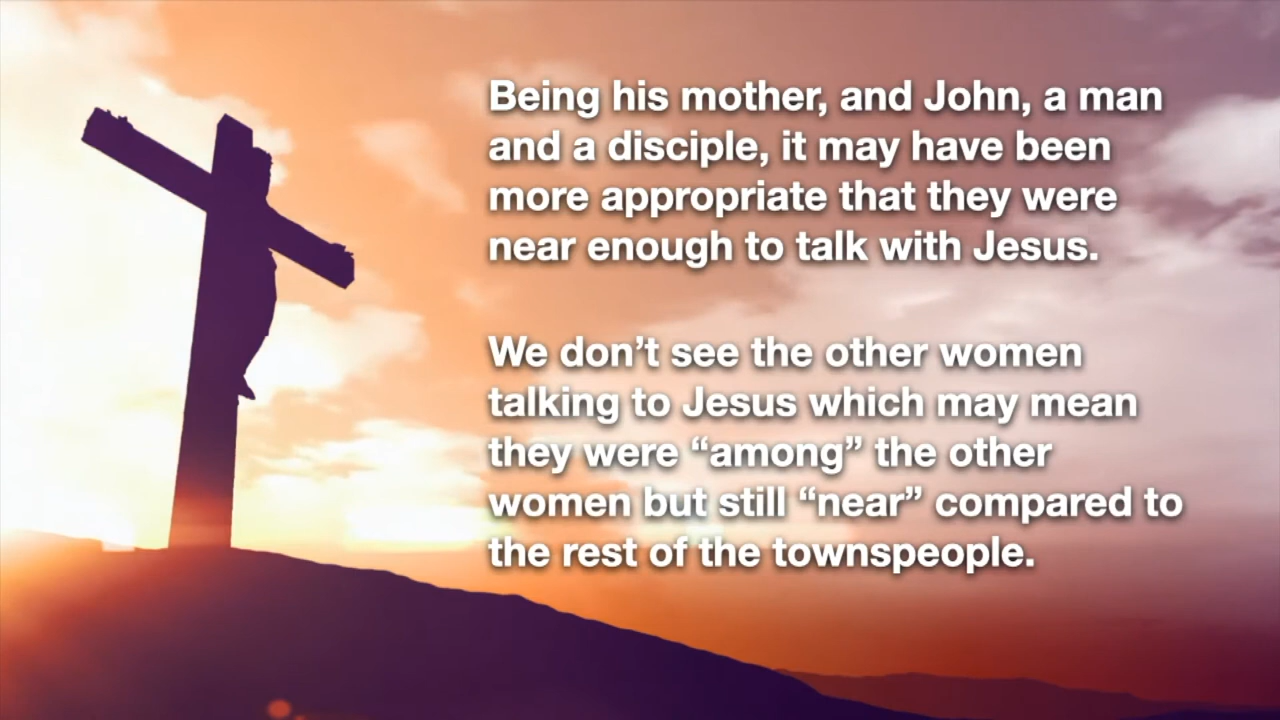 Being his mother, and John, a man
and a disciple, it may have been
more appropriate that they were
near enough to talk with Jesus.
We don’t see the other women
talking to Jesus which may mean
they were “among” the other
women but still “near” compared to
the rest of the townspeople.